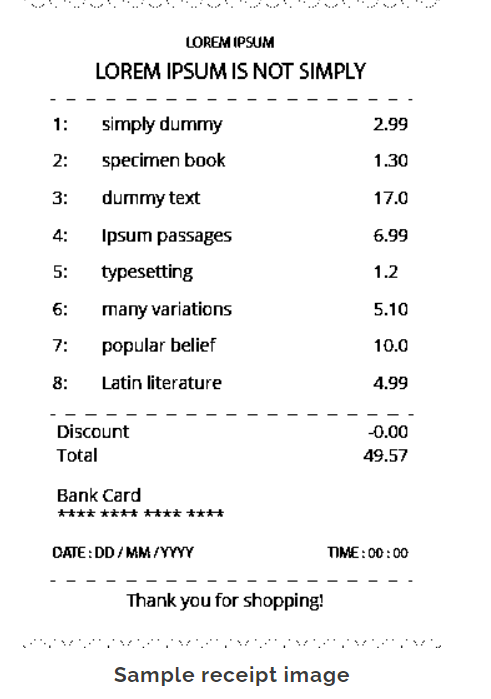 LOREM IPSUM
LOREM IPSUM IS NOT SIMPLY
1: simply dummy 2.99
2: specimen book 1.30
3: dummy text 17.0
4: Ipsum passages 6.99
5: typesetting 1.2
6: many variations 5.10
7: popular belief 10.0
8: Latin literature 4.99
Discount -0.00
Total 49.57
Bank Card
**** **** **** ****
DATE : DD / MM / YYYY TIME : 00 : 00
Thank you for shopping!
Sample receipt image